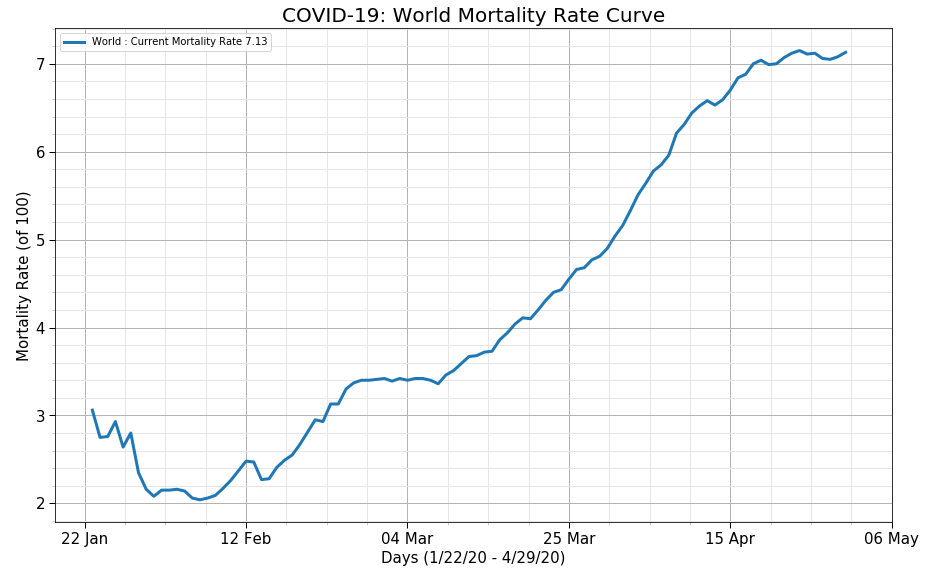 COVID-19: World Mortality Rate Curve
World : Current Mortality Rate 7.13
Mortality Rate (of 100)
7
6
5
4
3
2
22 Jan
12 Feb
04 Mar
25 Mar
15 Apr
06 May
Days (1/22/20 - 4/29/20)